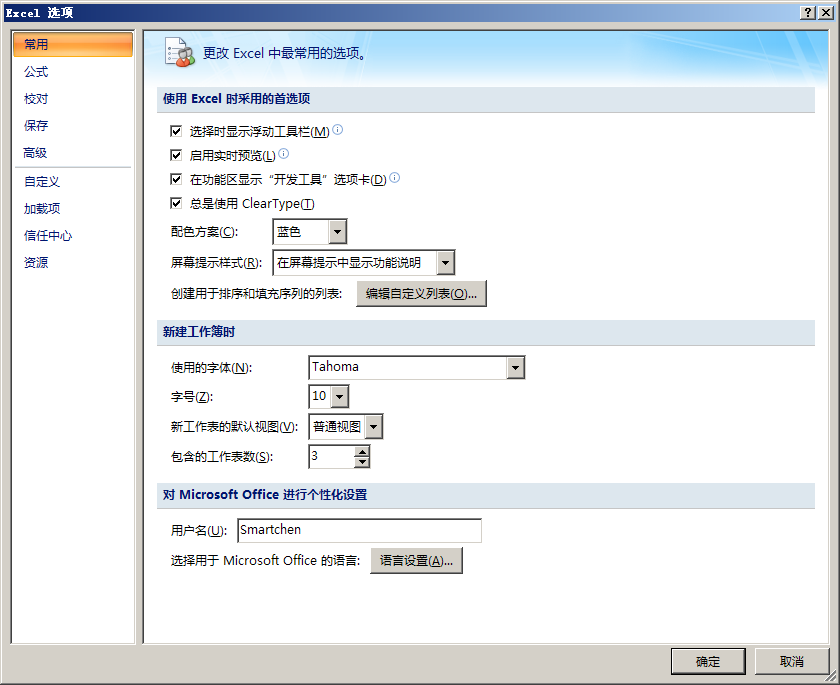 Excel 选项
常用
公式
校对
保存
高级
自定义
加载项
信任中心
资源
更改 Excel 中最常用的选项。
使用 Excel 时采用的首选项
选择时显示浮动工具栏(M)
启用实时预览(L)
在功能区显示“开发工具”选项卡(D)
总是使用 ClearType(T)
配色方案(C): 蓝色
屏幕提示样式(R): 在屏幕提示中显示功能说明
创建用于排序和填充序列的列表: 编辑自定义列表(O)...
新建工作簿时
使用的字体(N): Tahoma
字号(Z): 10
新工作表的默认视图(V): 普通视图
包含的工作表数(S): 3
对 Microsoft Office 进行个性化设置
用户名(U): Smartchen
选择用于 Microsoft Office 的语言: 语言设置(A)...
确定 取消